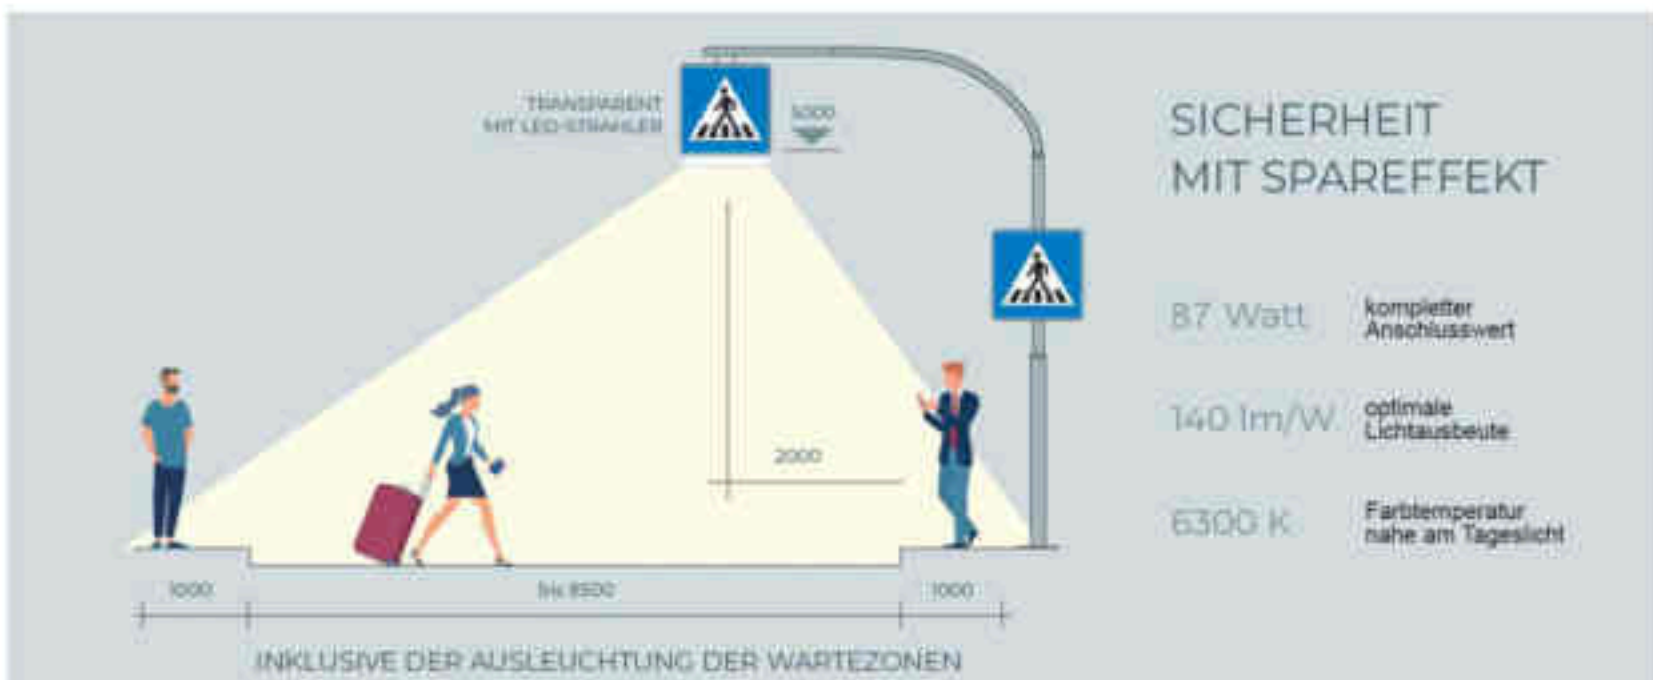 TRANSPARENT
MIT LED-STRAHLER
5000
SICHERHEIT
MIT SPAREFFEKT
87 Watt
kompletter
Anschlusswert
140 lm/W
optimale
Lichtausbeute
2000
6300 K
Farbtemperatur
nahe am Tageslicht
1000
bis 8500
1000
INKLUSIVE DER AUSLEUCHTUNG DER WARTEZONEN